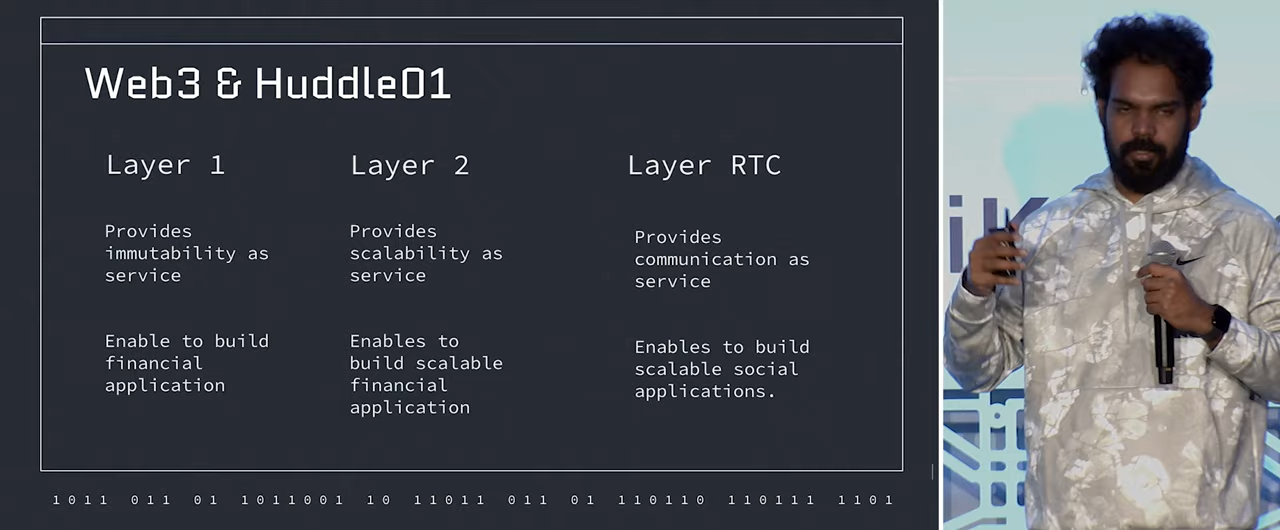 Web3 & Huddle01
Layer 1
Provides
immutability as
service
Enable to build
financial
application
Layer 2
Provides
scalability as
service
Enables to
build scalable
financial
application
Layer RTC
Provides
communication as
service
Enables to build
scalable social
applications.
1011 011 01 1011001 10 11011 011 01 110110 110111 1101
iK